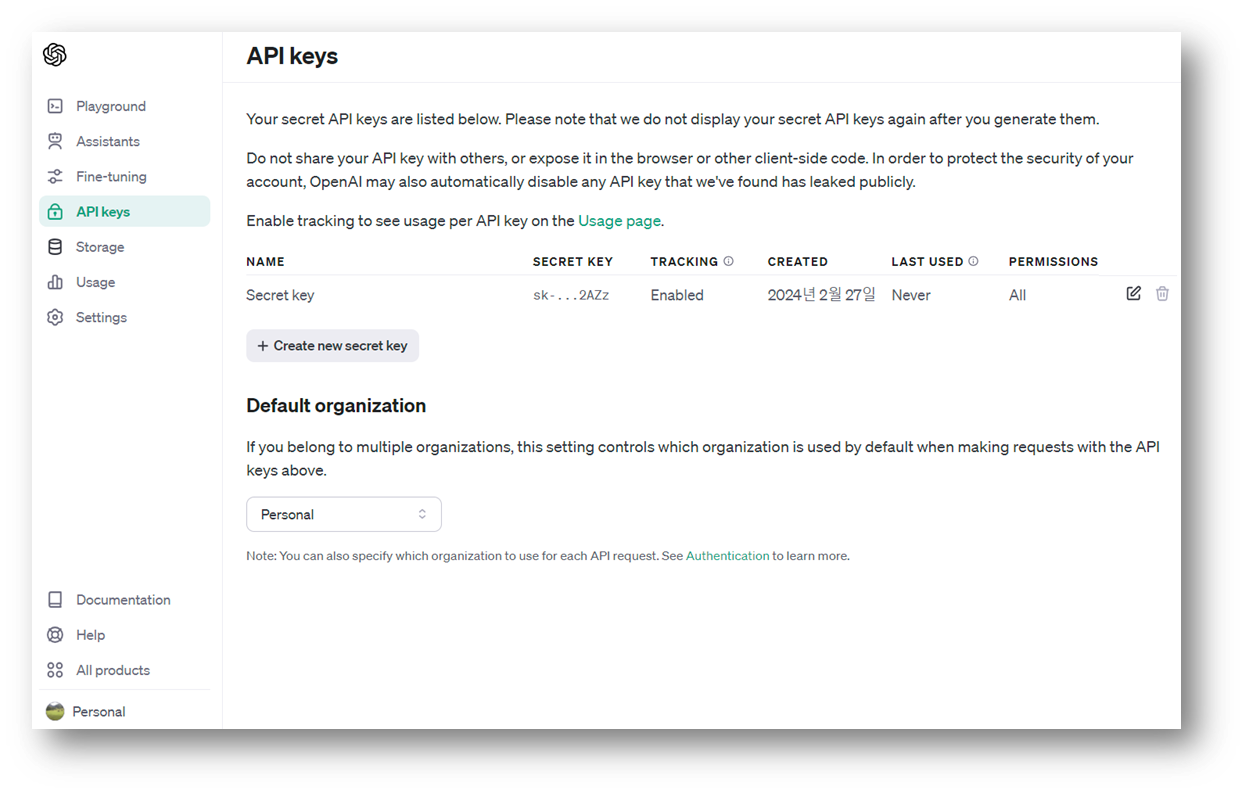 API keys
Playground
Assistants
Fine-tuning
API keys
Storage
Usage
Settings
Your secret API keys are listed below. Please note that we do not display your secret API keys again after you generate them.
Do not share your API key with others, or expose it in the browser or other client-side code. In order to protect the security of your
account, OpenAI may also automatically disable any API key that we've found has leaked publicly.
Enable tracking to see usage per API key on the Usage page.
NAME SECRET KEY TRACKING CREATED LAST USED PERMISSIONS
Secret key sk-...2AZz Enabled 2024년 2월 27일 Never All
+ Create new secret key
Default organization
If you belong to multiple organizations, this setting controls which organization is used by default when making requests with the API
keys above.
Personal
Note: You can also specify which organization to use for each API request. See Authentication to learn more.
Documentation
Help
All products
Personal